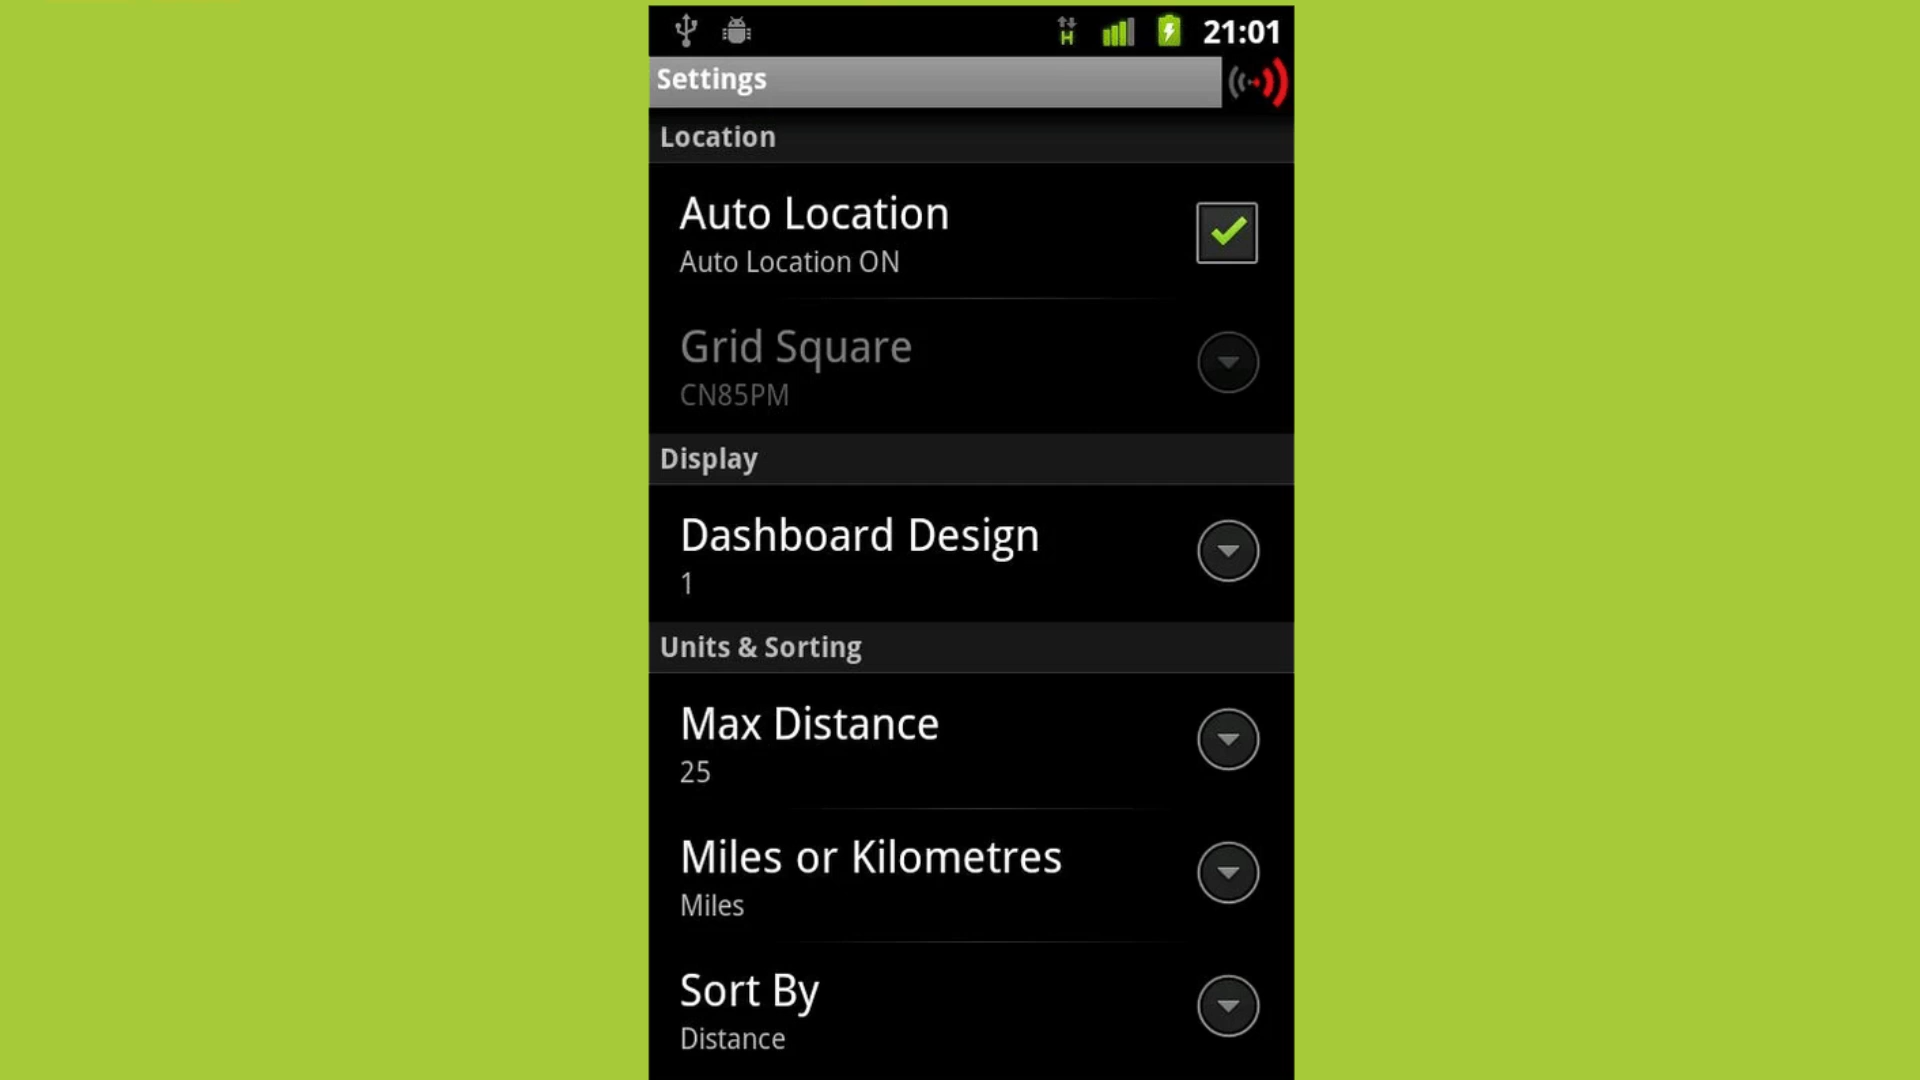 H 21:01
Settings
Location
Auto Location
Auto Location ON
Grid Square
CN85PM
Display
Dashboard Design
1
Units & Sorting
Max Distance
25
Miles or Kilometres
Miles
Sort By
Distance